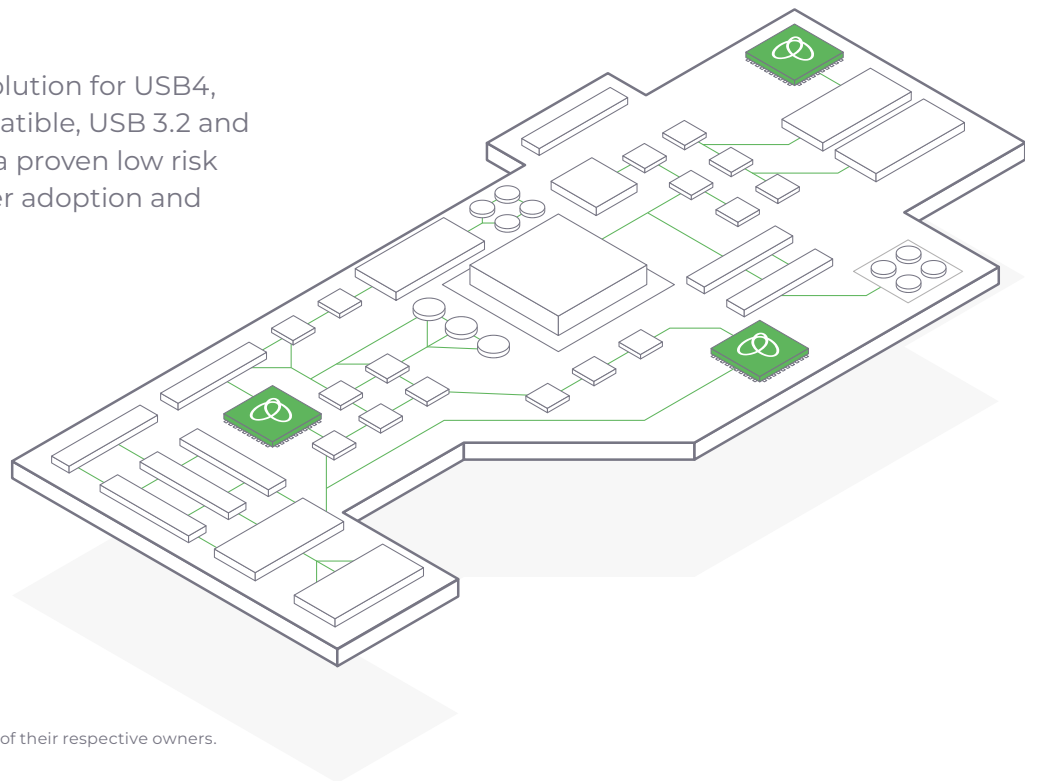 olution for USB4,
atible, USB 3.2 and
a proven low risk
er adoption and
of their respective owners.